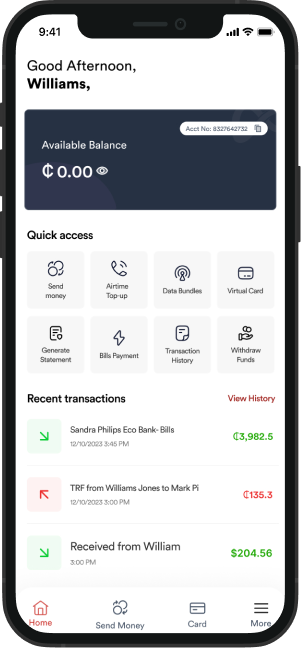 9:41
Good Afternoon,
Williams,
Acct No: 8327642732
Available Balance
₵ 0.00
Quick access
Send
money
Airtime
Top-up
Data Bundles
Virtual Card
Generate
Statement
Bills Payment
Transaction
History
Withdraw
Funds
Recent transactions
View History
Sandra Philips Eco Bank- Bills
12/10/2023 3:45 PM
₵3,982.5
TRF from Williams Jones to Mark Pi
12/10/2023 3:00 PM
₵135.3
Received from William
3:00 PM
$204.56
Home
Send Money
Card
More